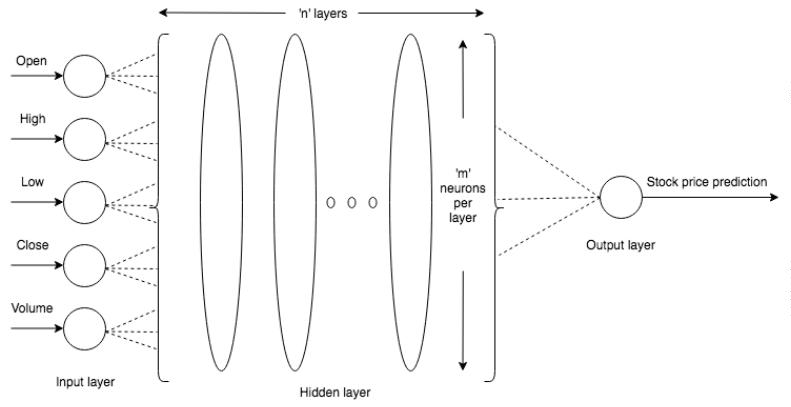 'n' layers
Open
High
Low
Close
Volume
'm'
neurons
per
layer
Stock price prediction
Output layer
Input layer
Hidden layer